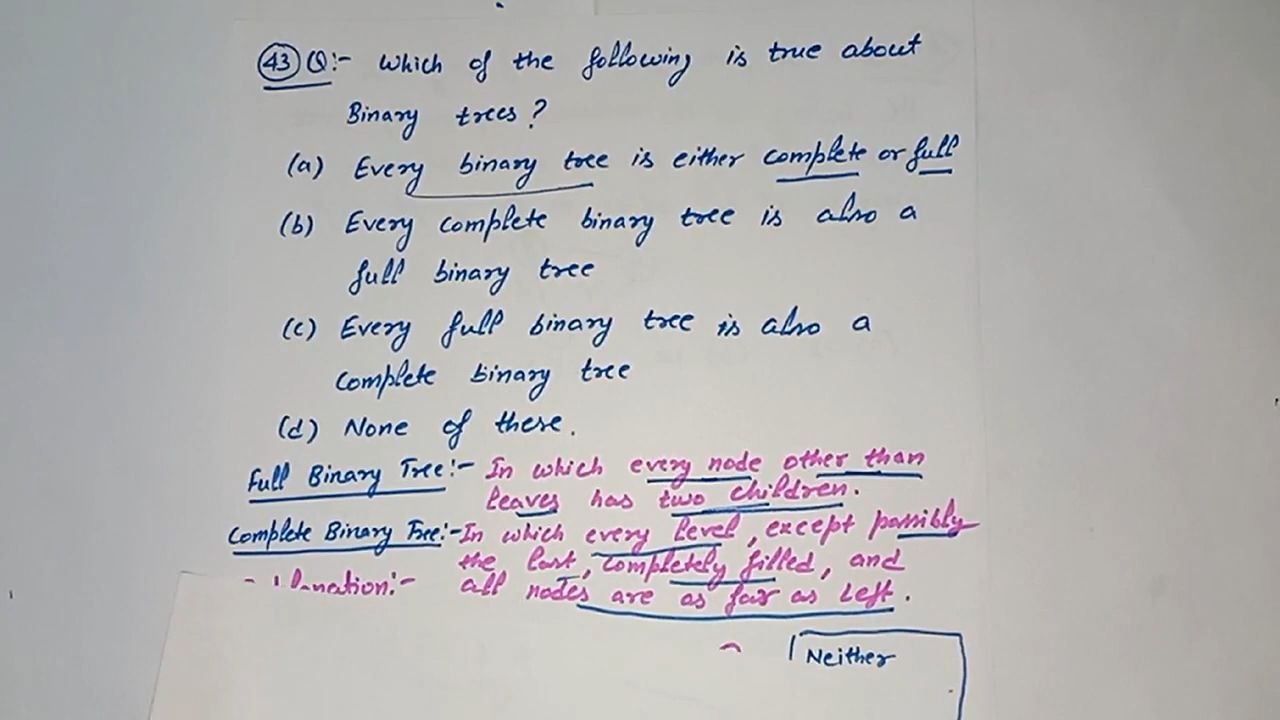 43 Q:- Which of the following is true about
Binary trees?
(a) Every binary tree is either complete or full
(b) Every complete binary tree is also a
full binary tree
(c) Every full binary tree is also a
complete binary tree
(d) None of these.
Full Binary Tree:- In which every node other than
leaves has two children.
Complete Binary Tree:- In which every level, except possibly
the last, completely filled, and
all nodes are as far as left.
Neither